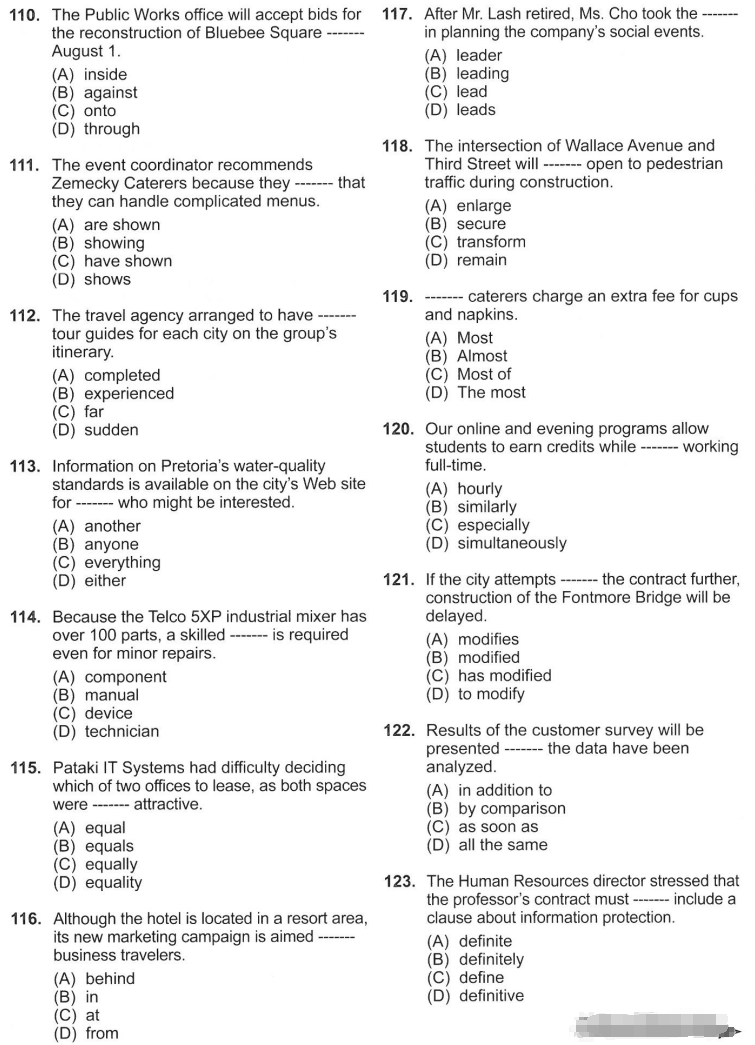 110. The Public Works office will accept bids for
the reconstruction of Bluebee Square -------
August 1.
(A) inside
(B) against
(C) onto
(D) through
111. The event coordinator recommends
Zemecky Caterers because they ------- that
they can handle complicated menus.
(A) are shown
(B) showing
(C) have shown
(D) shows
112. The travel agency arranged to have -------
tour guides for each city on the group's
itinerary.
(A) completed
(B) experienced
(C) far
(D) sudden
113. Information on Pretoria's water-quality
standards is available on the city's Web site
for ------- who might be interested.
(A) another
(B) anyone
(C) everything
(D) either
114. Because the Telco 5XP industrial mixer has
over 100 parts, a skilled ------- is required
even for minor repairs.
(A) component
(B) manual
(C) device
(D) technician
115. Pataki IT Systems had difficulty deciding
which of two offices to lease, as both spaces
were ------- attractive.
(A) equal
(B) equals
(C) equally
(D) equality
116. Although the hotel is located in a resort area,
its new marketing campaign is aimed -------
business travelers.
(A) behind
(B) in
(C) at
(D) from
117. After Mr. Lash retired, Ms. Cho took the -------
in planning the company's social events.
(A) leader
(B) leading
(C) lead
(D) leads
118. The intersection of Wallace Avenue and
Third Street will ------- open to pedestrian
traffic during construction.
(A) enlarge
(B) secure
(C) transform
(D) remain
119. ------- caterers charge an extra fee for cups
and napkins.
(A) Most
(B) Almost
(C) Most of
(D) The most
120. Our online and evening programs allow
students to earn credits while ------- working
full-time.
(A) hourly
(B) similarly
(C) especially
(D) simultaneously
121. If the city attempts ------- the contract further,
construction of the Fontmore Bridge will be
delayed.
(A) modifies
(B) modified
(C) has modified
(D) to modify
122. Results of the customer survey will be
presented ------- the data have been
analyzed.
(A) in addition to
(B) by comparison
(C) as soon as
(D) all the same
123. The Human Resources director stressed that
the professor's contract must ------- include a
clause about information protection.
(A) definite
(B) definitely
(C) define
(D) definitive